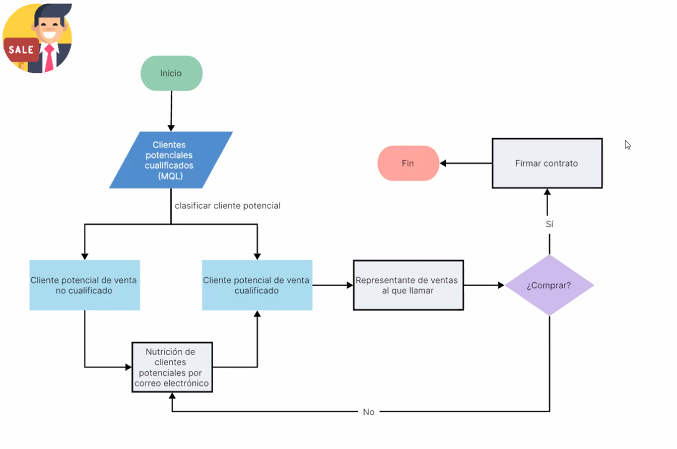 SALE
Inicio
Clientes
potenciales
cualificados
(MQL)
clasificar cliente potencial
Cliente potencial de venta
no cualificado
Cliente potencial de venta
cualificado
Nutrición de
clientes
potenciales por
correo electrónico
Representante de ventas
al que llamar
¿Comprar?
Sí
No
Firmar contrato
Fin